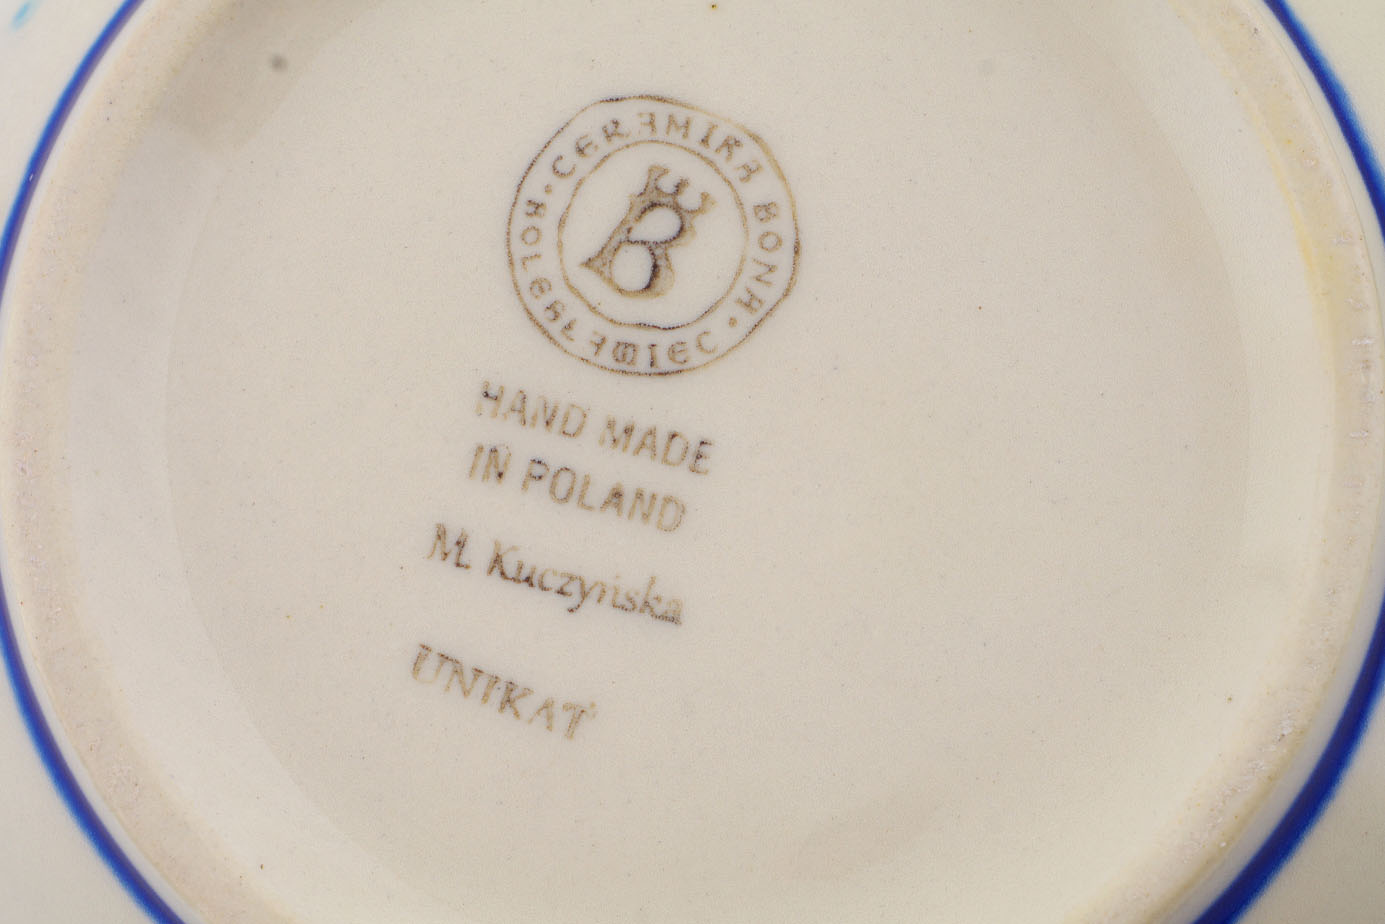 CERAMIKA BONA
BOLESŁAWIEC
B
HAND MADE
IN POLAND
M. Kuczyńska
UNIKAT